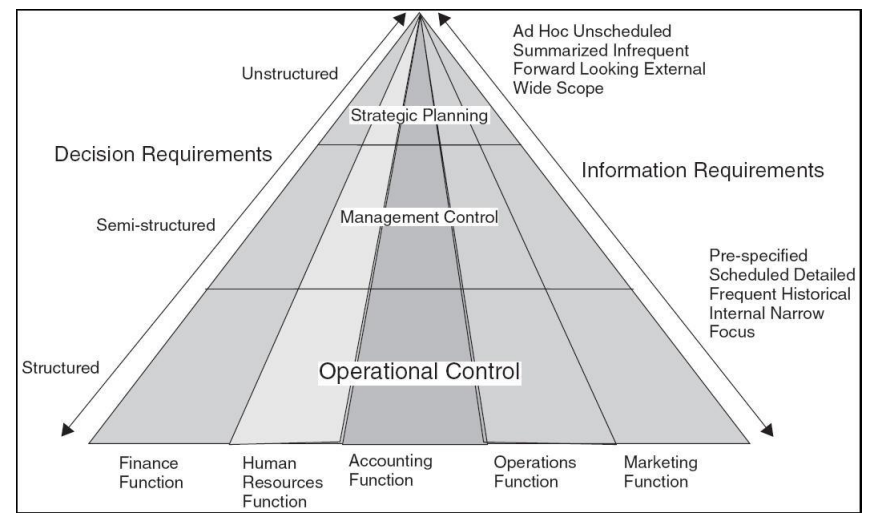 Ad Hoc Unscheduled
Summarized Infrequent
Forward Looking External
Wide Scope
Unstructured
Strategic Planning
Decision Requirements
Information Requirements
Management Control
Semi-structured
Pre-specified
Scheduled Detailed
Frequent Historical
Internal Narrow
Focus
Structured
Operational Control
Finance
Function
Human
Resources
Function
Accounting
Function
Operations
Function
Marketing
Function